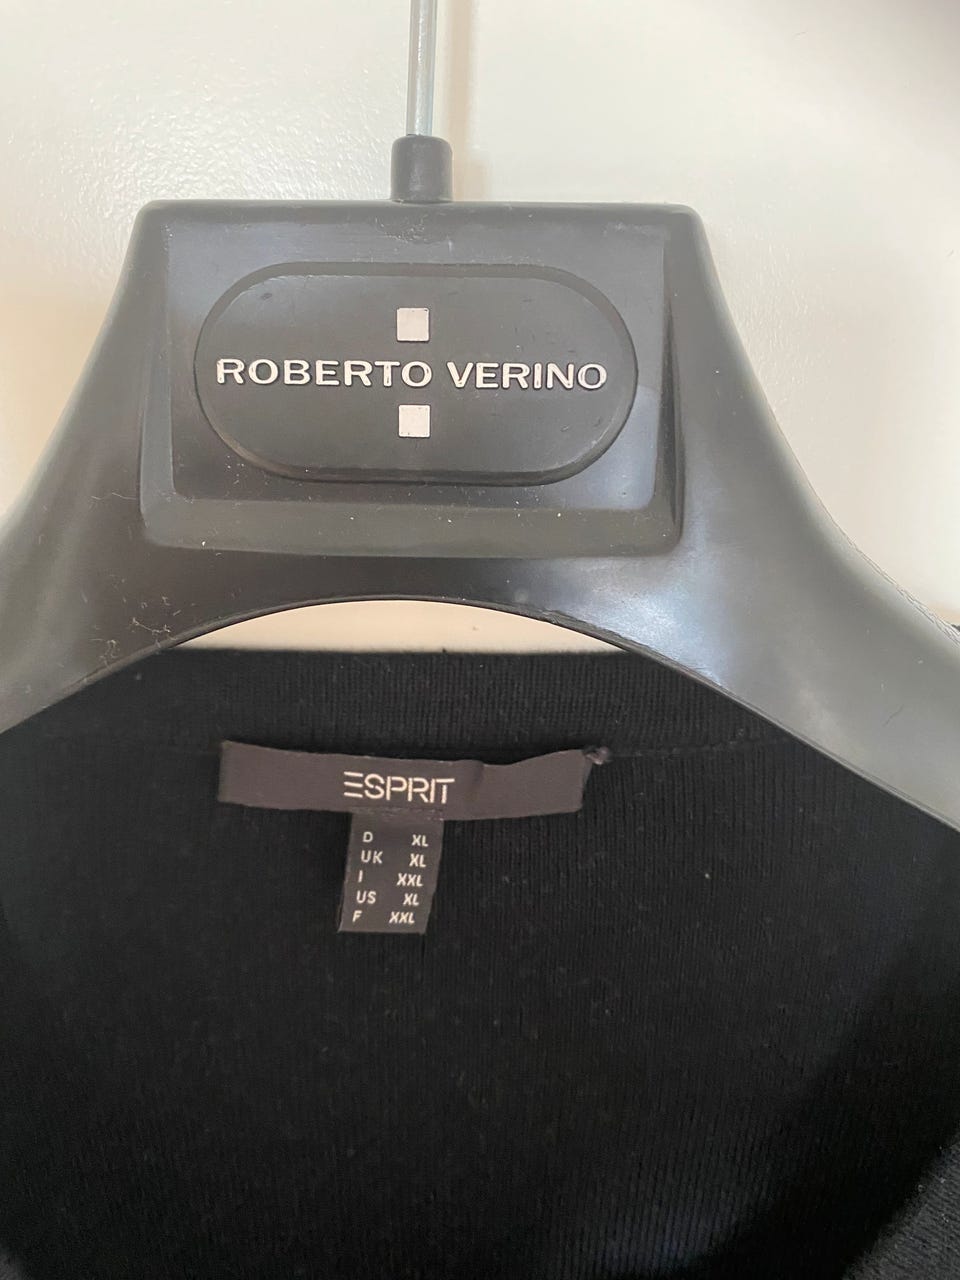 ROBERTO VERINO
ESPRIT
D XL
UK XL
I XXL
US XL
F XXL